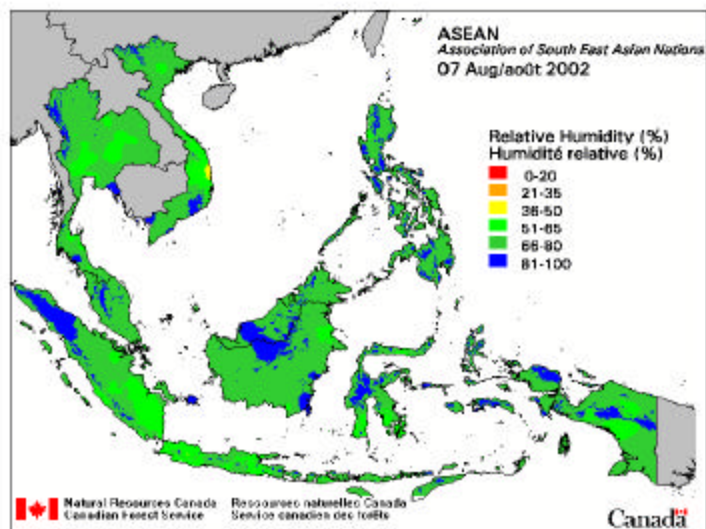 ASEAN
Association of South East Asian Nations
07 Aug/août 2002
Relative Humidity (%)
Humidité relative (%)
0-20
21-35
36-50
51-65
66-80
81-100
Natural Resources Canada
Canadian Forest Service
Ressources naturelles Canada
Service canadien des forêts
Canada